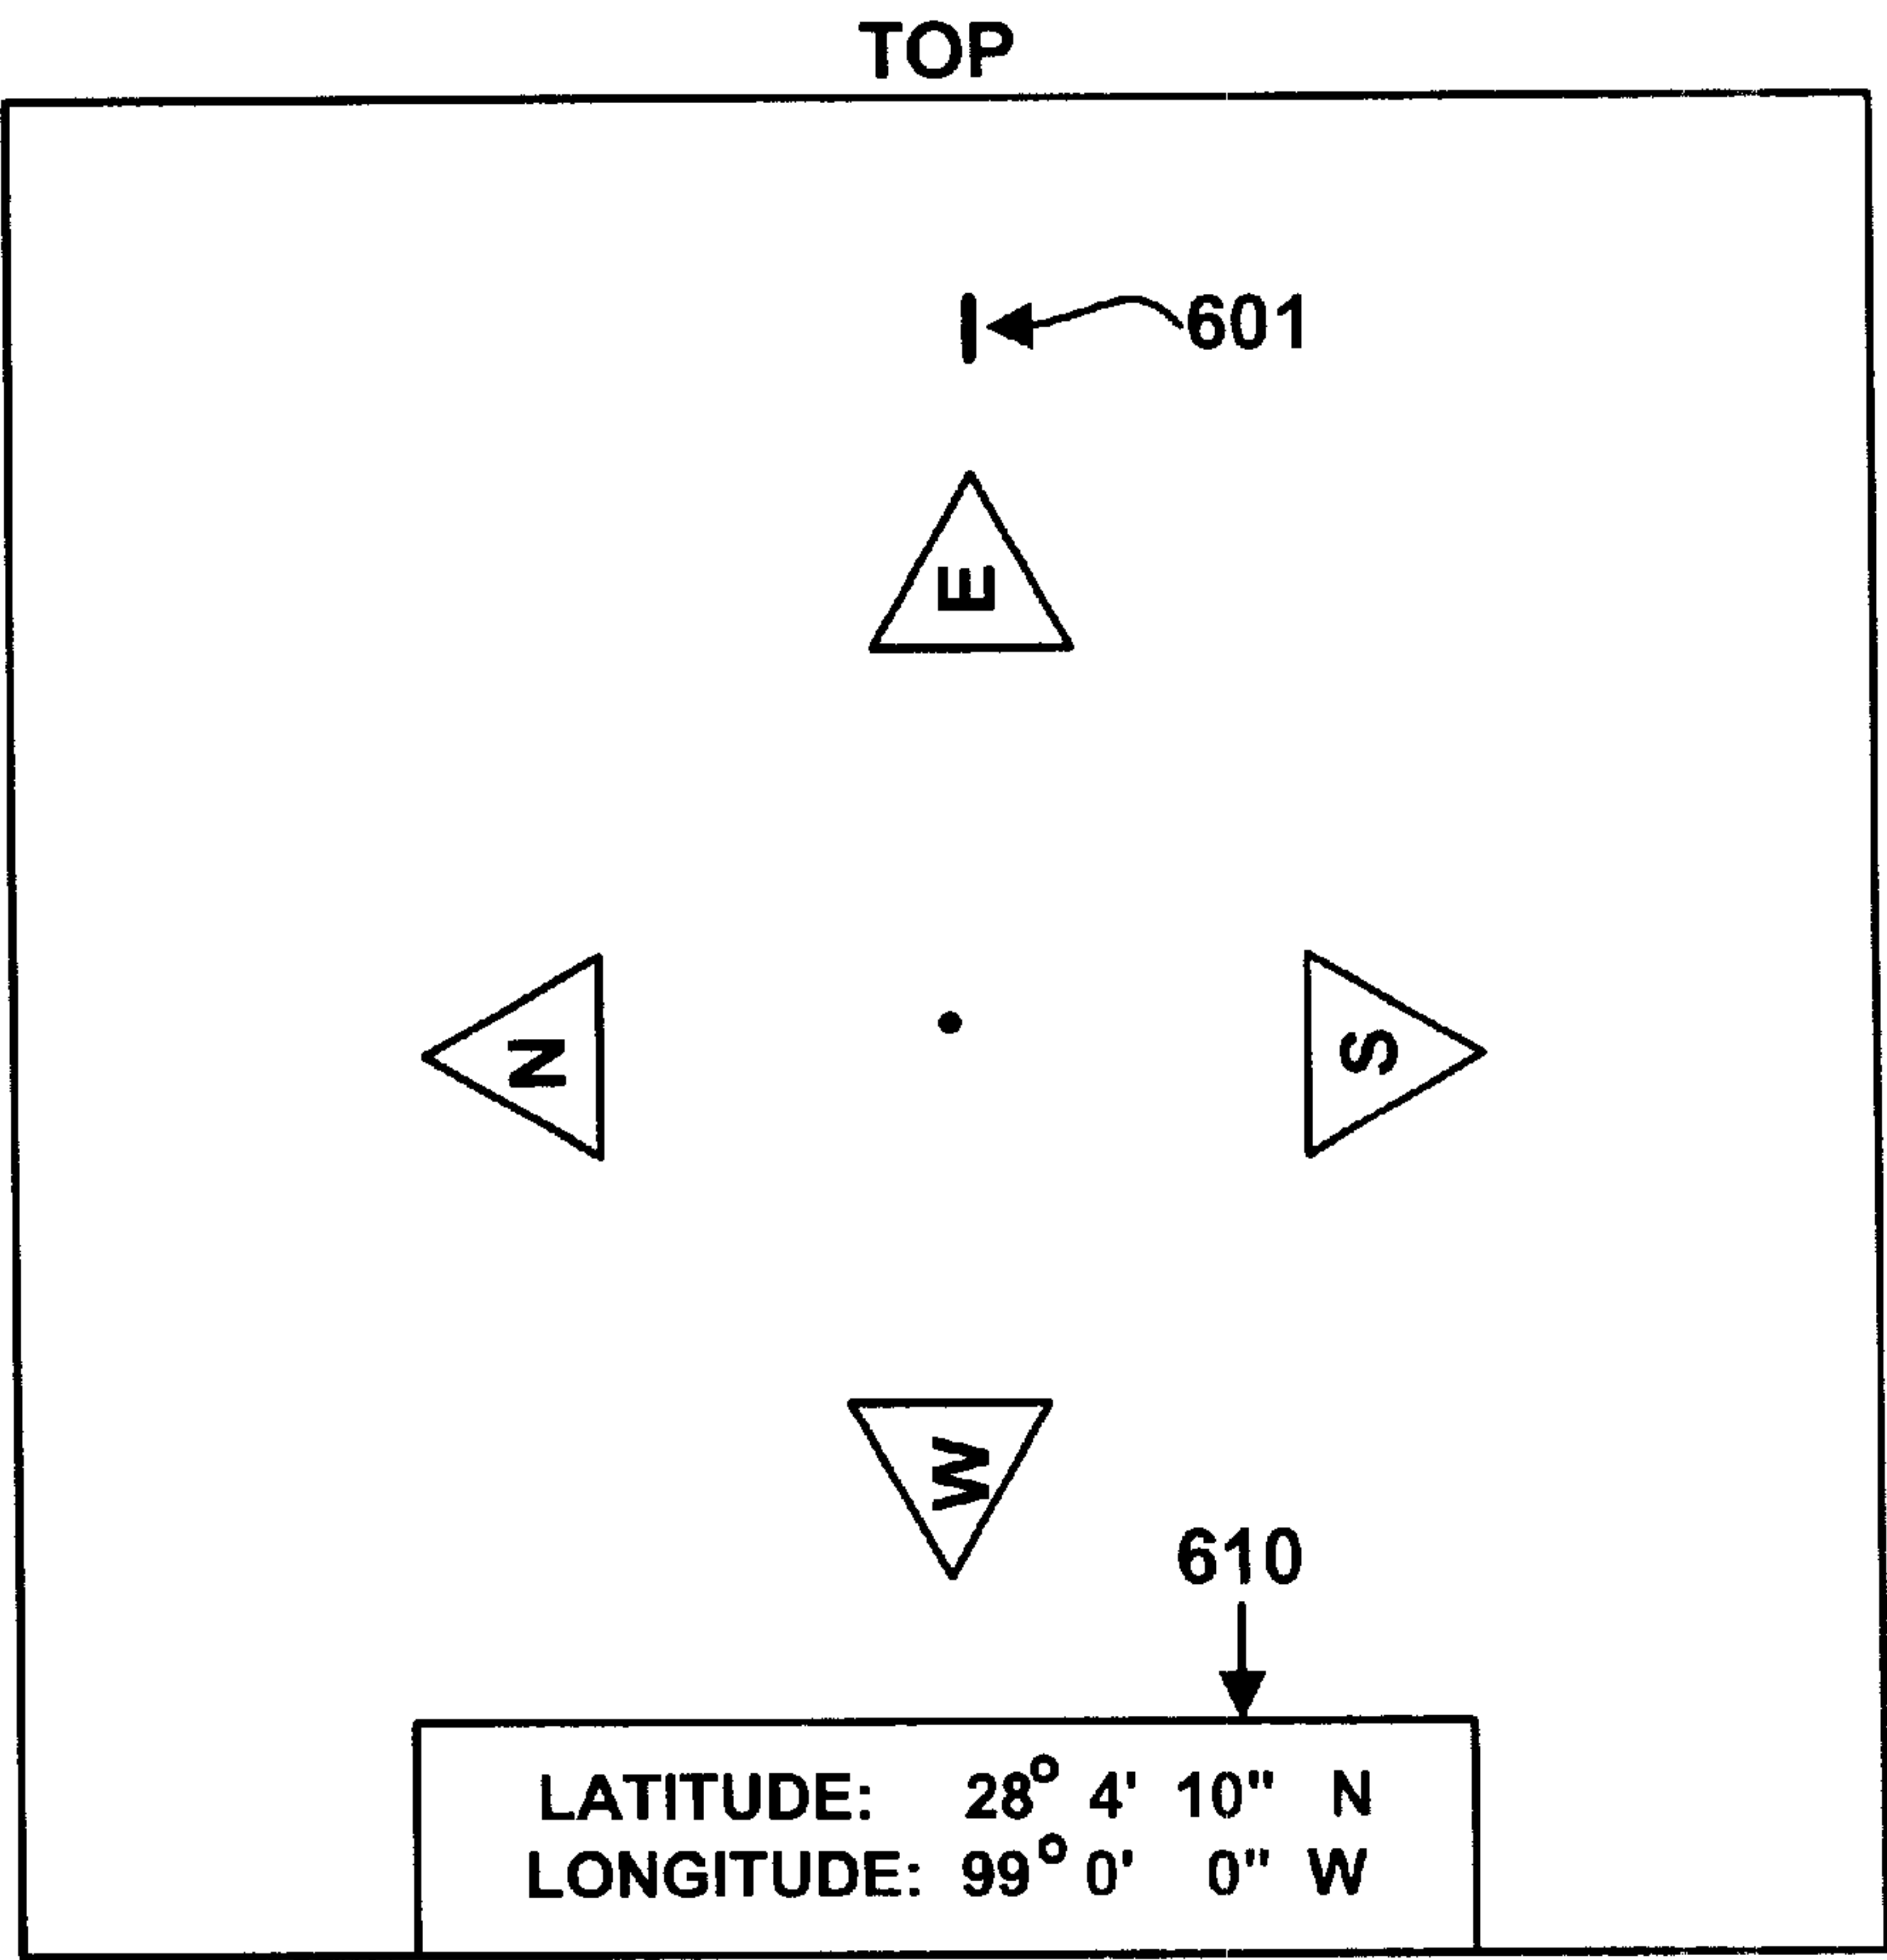 TOP
601
E
N
S
W
610
LATITUDE: 28° 4' 10" N
LONGITUDE: 99° 0' 0" W